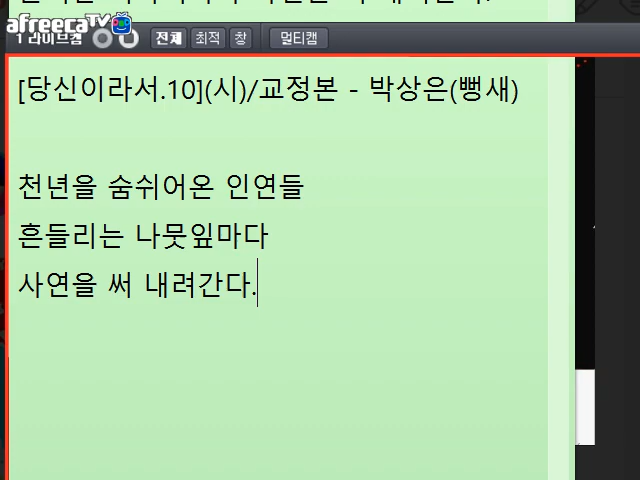 afreecaTV
1 라이브캠 전체 최적 창 멀티캠
[당신이라서.10](시)/교정본 - 박상은(뻥새)
천년을 숨쉬어온 인연들
흔들리는 나뭇잎마다
사연을 써 내려간다.